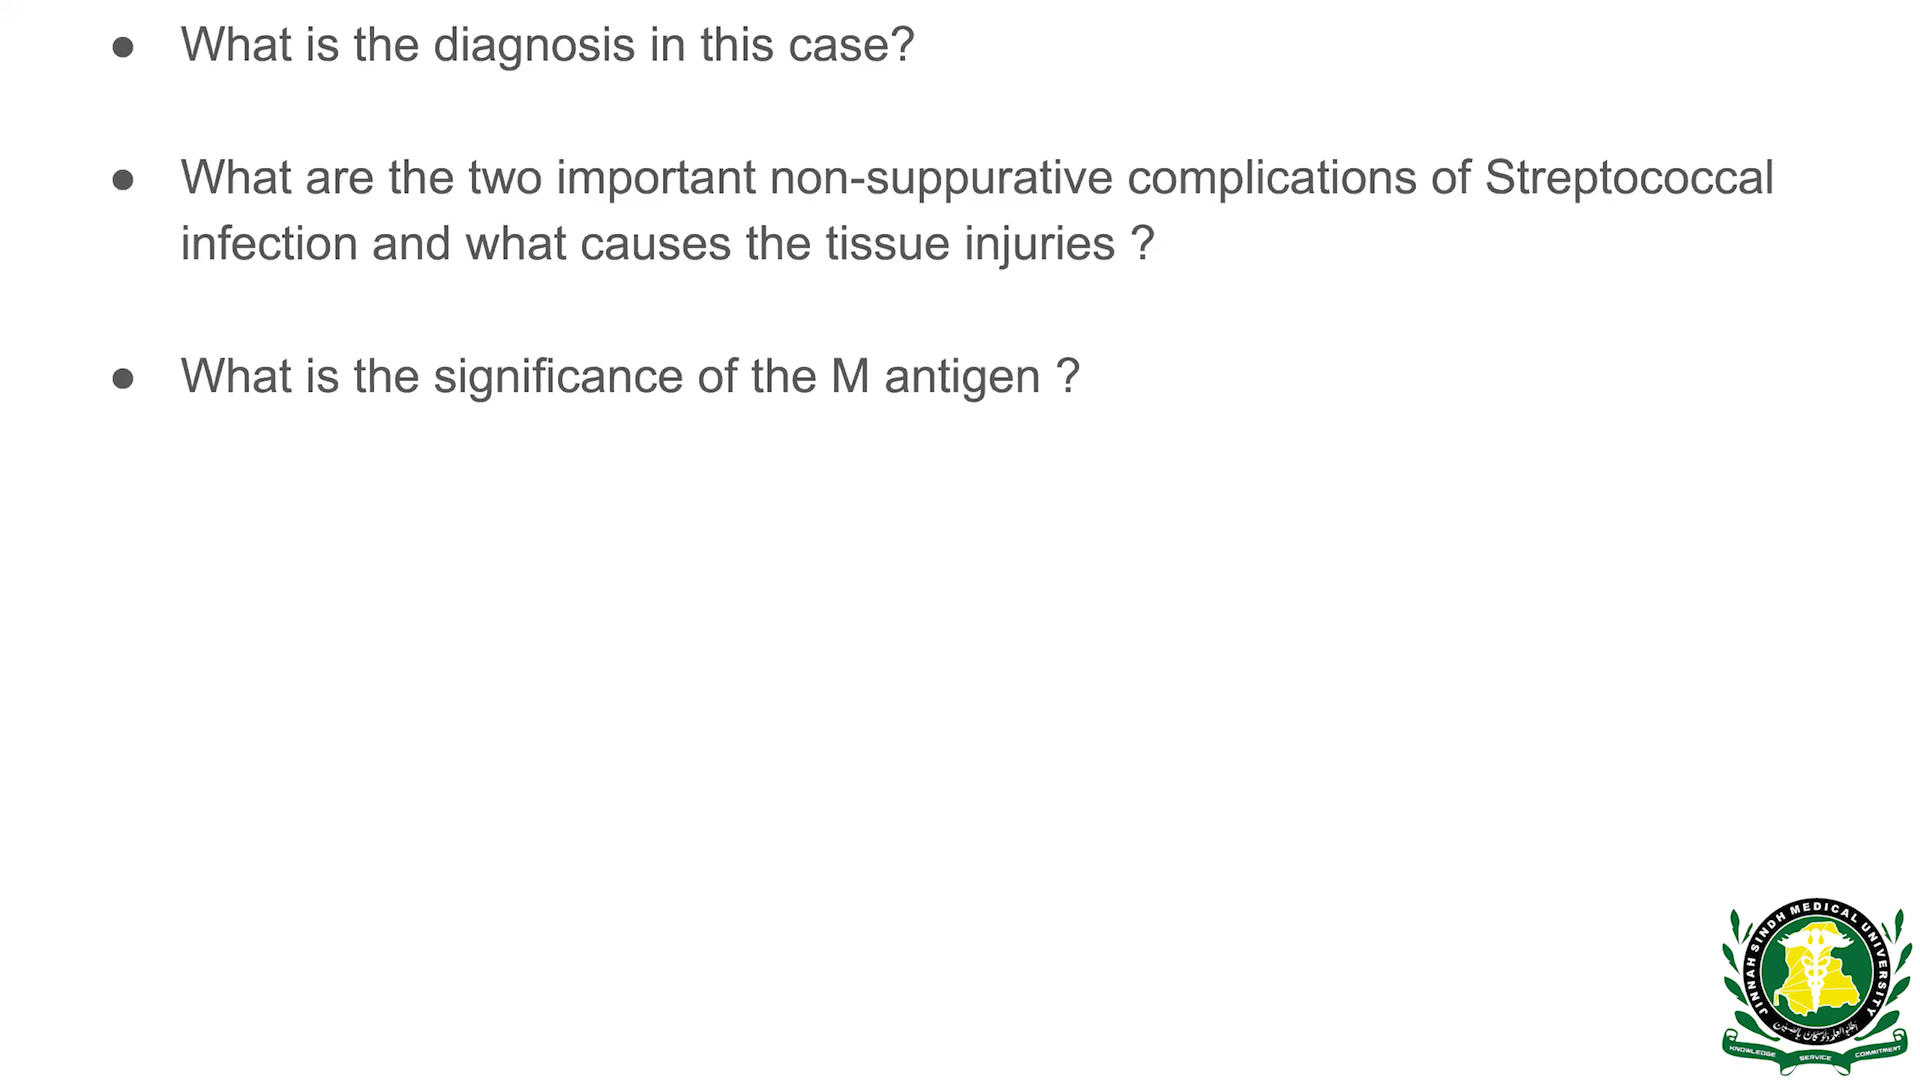 ● What is the diagnosis in this case?
● What are the two important non-suppurative complications of Streptococcal
infection and what causes the tissue injuries ?
● What is the significance of the M antigen ?
JINNAH SINDH MEDICAL UNIVERSITY
KNOWLEDGE SERVICE COMMITMENT